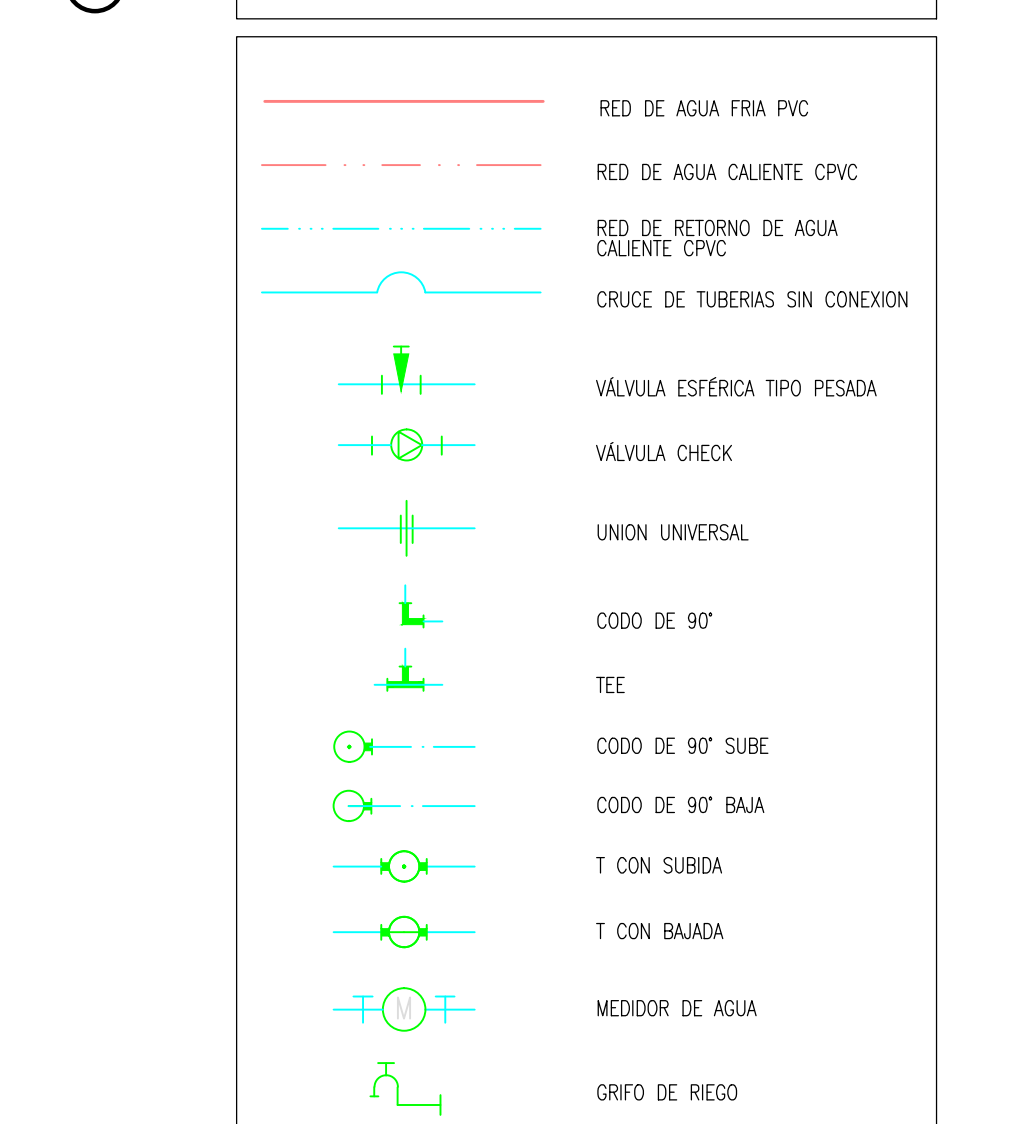 RED DE AGUA FRIA PVC
RED DE AGUA CALIENTE CPVC
RED DE RETORNO DE AGUA
CALIENTE CPVC
CRUCE DE TUBERIAS SIN CONEXION
VÁLVULA ESFÉRICA TIPO PESADA
VÁLVULA CHECK
UNION UNIVERSAL
CODO DE 90°
TEE
CODO DE 90° SUBE
CODO DE 90° BAJA
T CON SUBIDA
T CON BAJADA
M MEDIDOR DE AGUA
GRIFO DE RIEGO